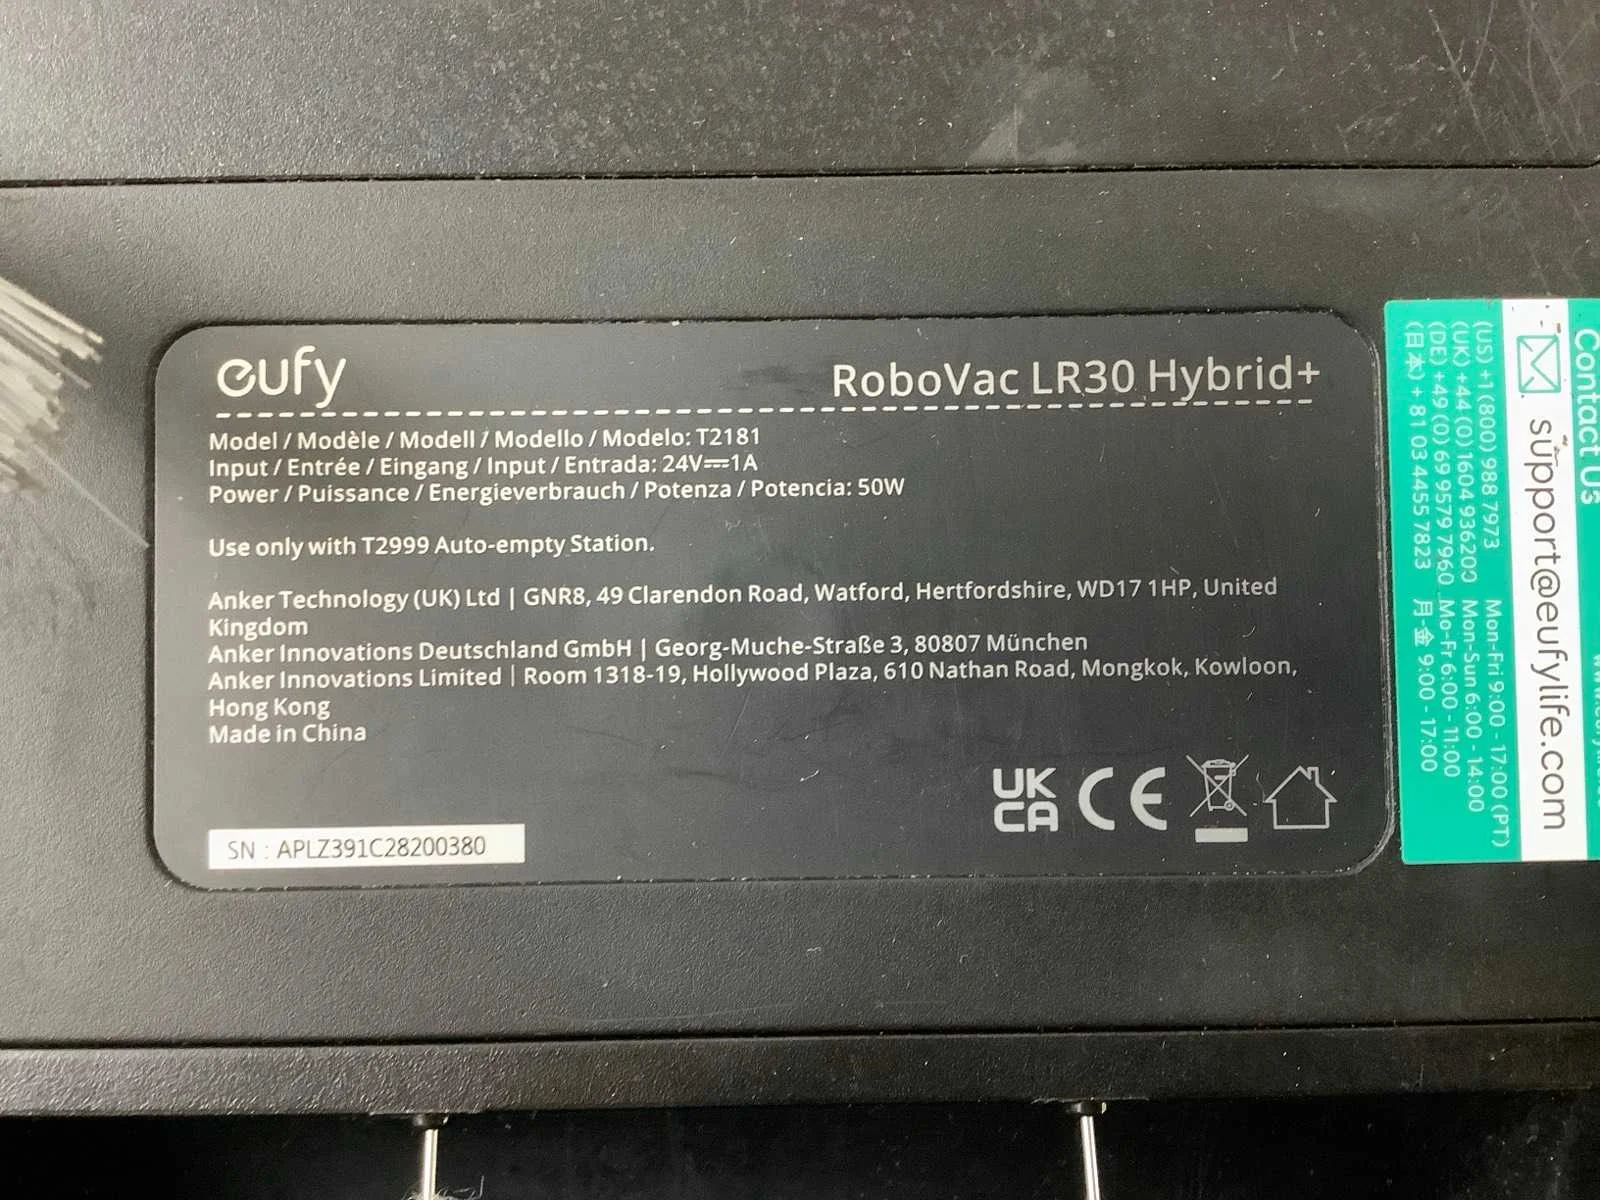 eufy
RoboVac LR30 Hybrid+
Model / Modèle / Modell / Modello / Modelo: T2181
Input / Entrée / Eingang / Input / Entrada: 24V⎓1A
Power / Puissance / Energieverbrauch / Potenza / Potencia: 50W
Use only with T2999 Auto-empty Station.
Anker Technology (UK) Ltd | GNR8, 49 Clarendon Road, Watford, Hertfordshire, WD17 1HP, United
Kingdom
Anker Innovations Deutschland GmbH | Georg-Muche-Straße 3, 80807 München
Anker Innovations Limited | Room 1318-19, Hollywood Plaza, 610 Nathan Road, Mongkok, Kowloon,
Hong Kong
Made in China
UK
CA CE
SN : APLZ391C28200380
Contact Us
support@eufylife.com
(US) +1 (800) 988 7973 Mon-Fri 9:00 - 17:00 (PT)
(UK) +44 (0) 1604 936200 Mon-Sun 6:00 - 14:00
(DE) +49 (0) 69 9579 7960 Mo-Fr 6:00 - 11:00
(日本) + 81 03 4455 7823 月-金 9:00 - 17:00